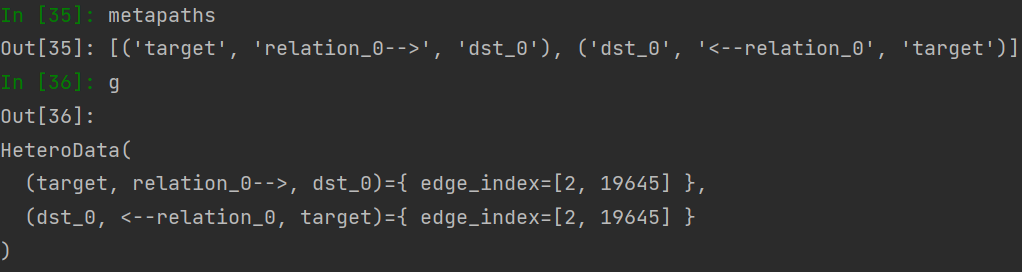 In [35]: metapaths
Out[35]: [('target', 'relation_0-->', 'dst_0'), ('dst_0', '<--relation_0', 'target')]
In [36]: g
Out[36]:
HeteroData(
  (target, relation_0-->, dst_0)={ edge_index=[2, 19645] },
  (dst_0, <--relation_0, target)={ edge_index=[2, 19645] }
)